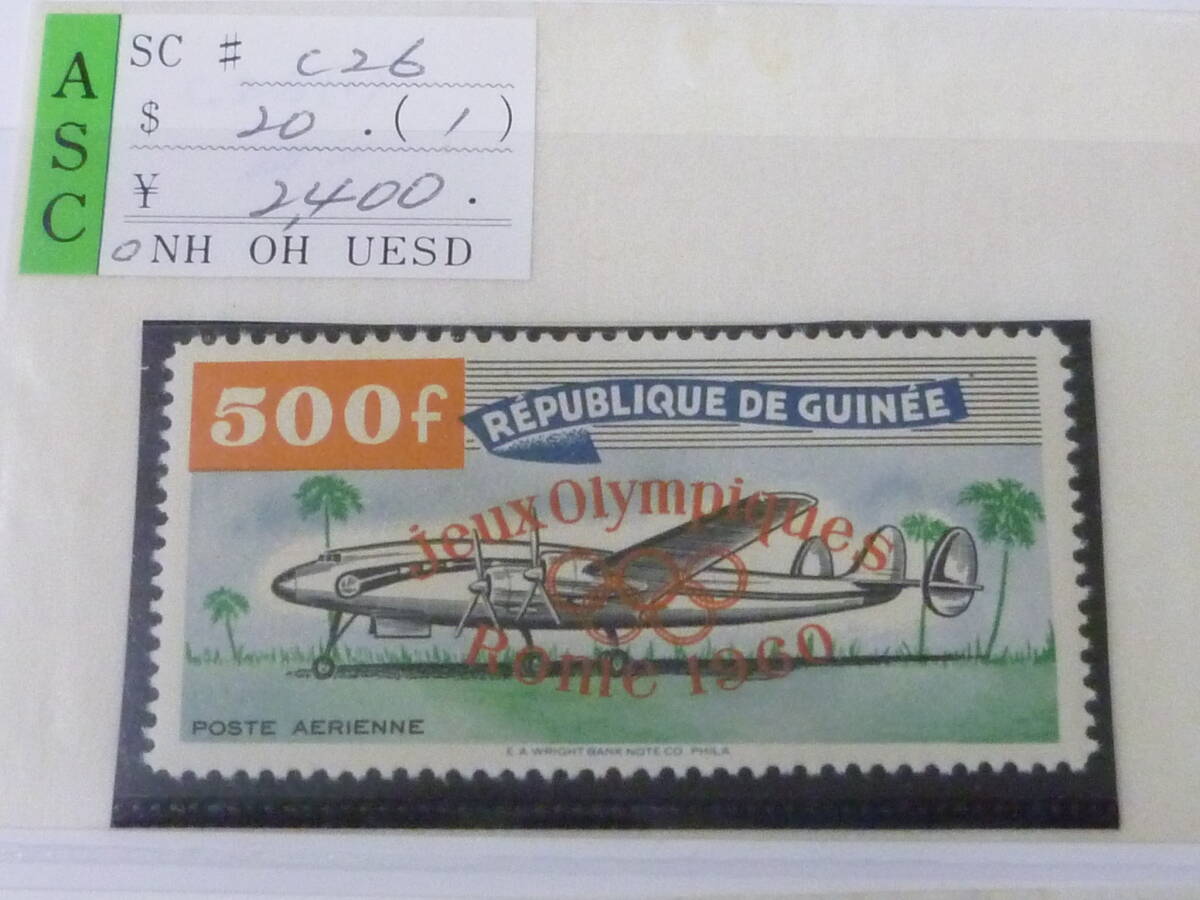 ASC
SC # C26
$ 20 . ( 1 )
¥ 2,400.
O NH OH UESD
500f
RÉPUBLIQUE DE GUINÉE
Jeux Olympiques
Rome 1960
POSTE AERIENNE
E. A. WRIGHT BANK NOTE CO. PHILA